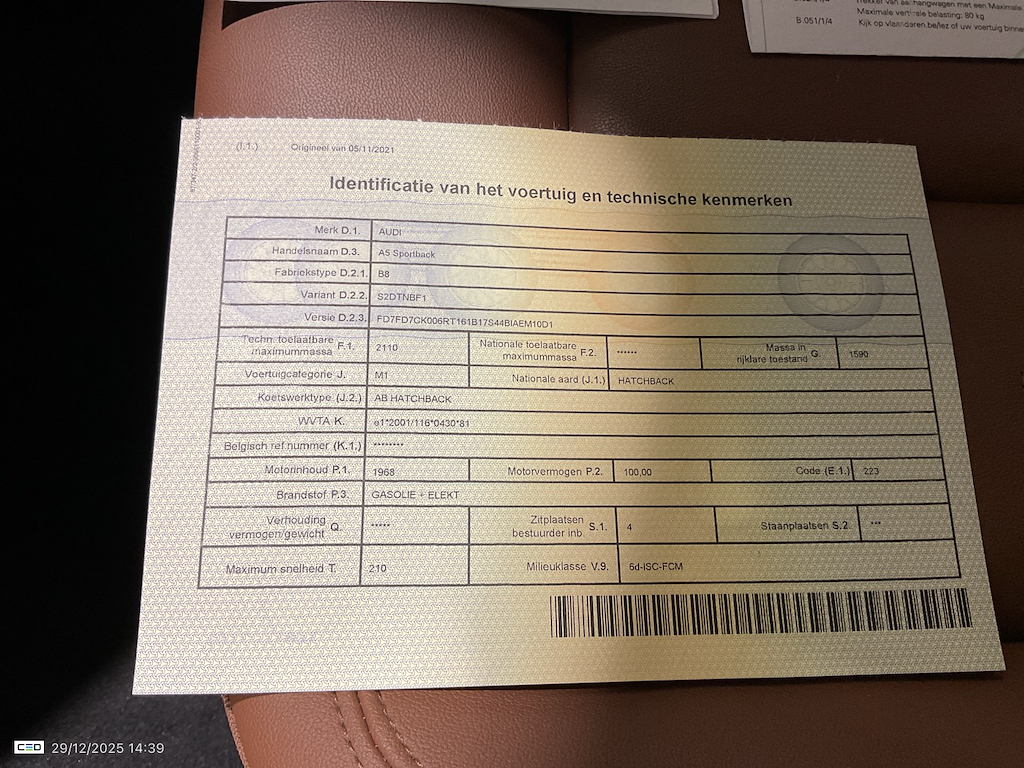 B.051/1/4
Maximale belasting: 80 kg
Kijk op of uw voertuig
(I.1.) Origineel van 05/11/2021
Identificatie van het voertuig en technische kenmerken
Merk D.1. AUDI
Handelsnaam D.3. A5 Sportback
Fabriekstype D.2.1. B8
Variant D.2.2. S2DTNBF1
Versie D.2.3. FD7FD7CK006RT161B17S44BIAEM10D1
Techn. toelaatbare maximummassa F.1. 2110 Nationale toelaatbare maximummassa F.2. •••••• Massa in rijklare toestand G. 1590
Voertuigcategorie J. M1 Nationale aard (J.1.) HATCHBACK
Koetswerktype (J.2.) AB HATCHBACK
WVTA K. e1*2001/116*0430*81
Belgisch ref nummer (K.1.) ••••••••
Motorinhoud P.1. 1968 Motorvermogen P.2. 100,00 Code (E.1.) 223
Brandstof P.3. GASOLIE + ELEKT
Verhouding vermogen/gewicht Q. ••••• Zitplaatsen bestuurder inb. S.1. 4 Staanplaatsen S.2. •••
Maximum snelheid T. 210 Milieuklasse V.9. 6d-ISC-FCM
CEO 29/12/2025 14:39